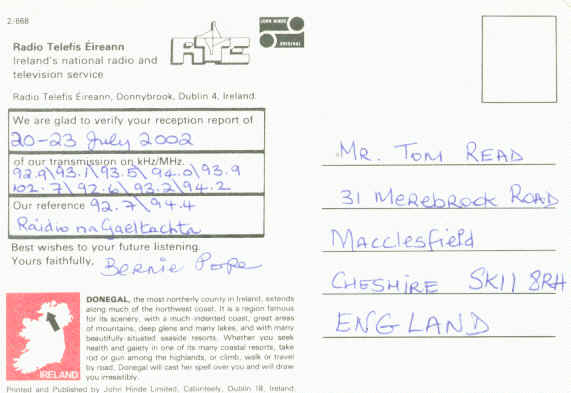 2/868
Radio Telefís Éireann
Ireland's national radio and
television service
RTE
JOHN HINDE
ORIGINAL
Radio Telefís Éireann, Donnybrook, Dublin 4, Ireland.
We are glad to verify your reception report of
20-23 July 2002
of our transmission on kHz/MHz.
92.9\93.1\93.5\94.0\93.9
102.7\92.6\93.2\94.2
Our reference 92.7\94.4
Raidio na Gaeltachta
Best wishes to your future listening.
Yours faithfully, Bernie Pope
IRELAND
DONEGAL, the most northerly county in Ireland, extends
along much of the northwest coast. It is a region famous
for its scenery, with a much-indented coast, great areas
of mountains, deep glens and many lakes, and with many
beautifully situated seaside resorts. Whether you seek
health and gaiety in one of its many coastal resorts, take
rod or gun among the highlands, or climb, walk or travel
by road, Donegal will cast her spell over you and will draw
you irresistibly.
Printed and Published by John Hinde Limited, Cabinteely, Dublin 18, Ireland.
MR. TOM READ
31 MEREBROOK ROAD
MACCLESFIELD
CHESHIRE SK11 8RH
ENGLAND